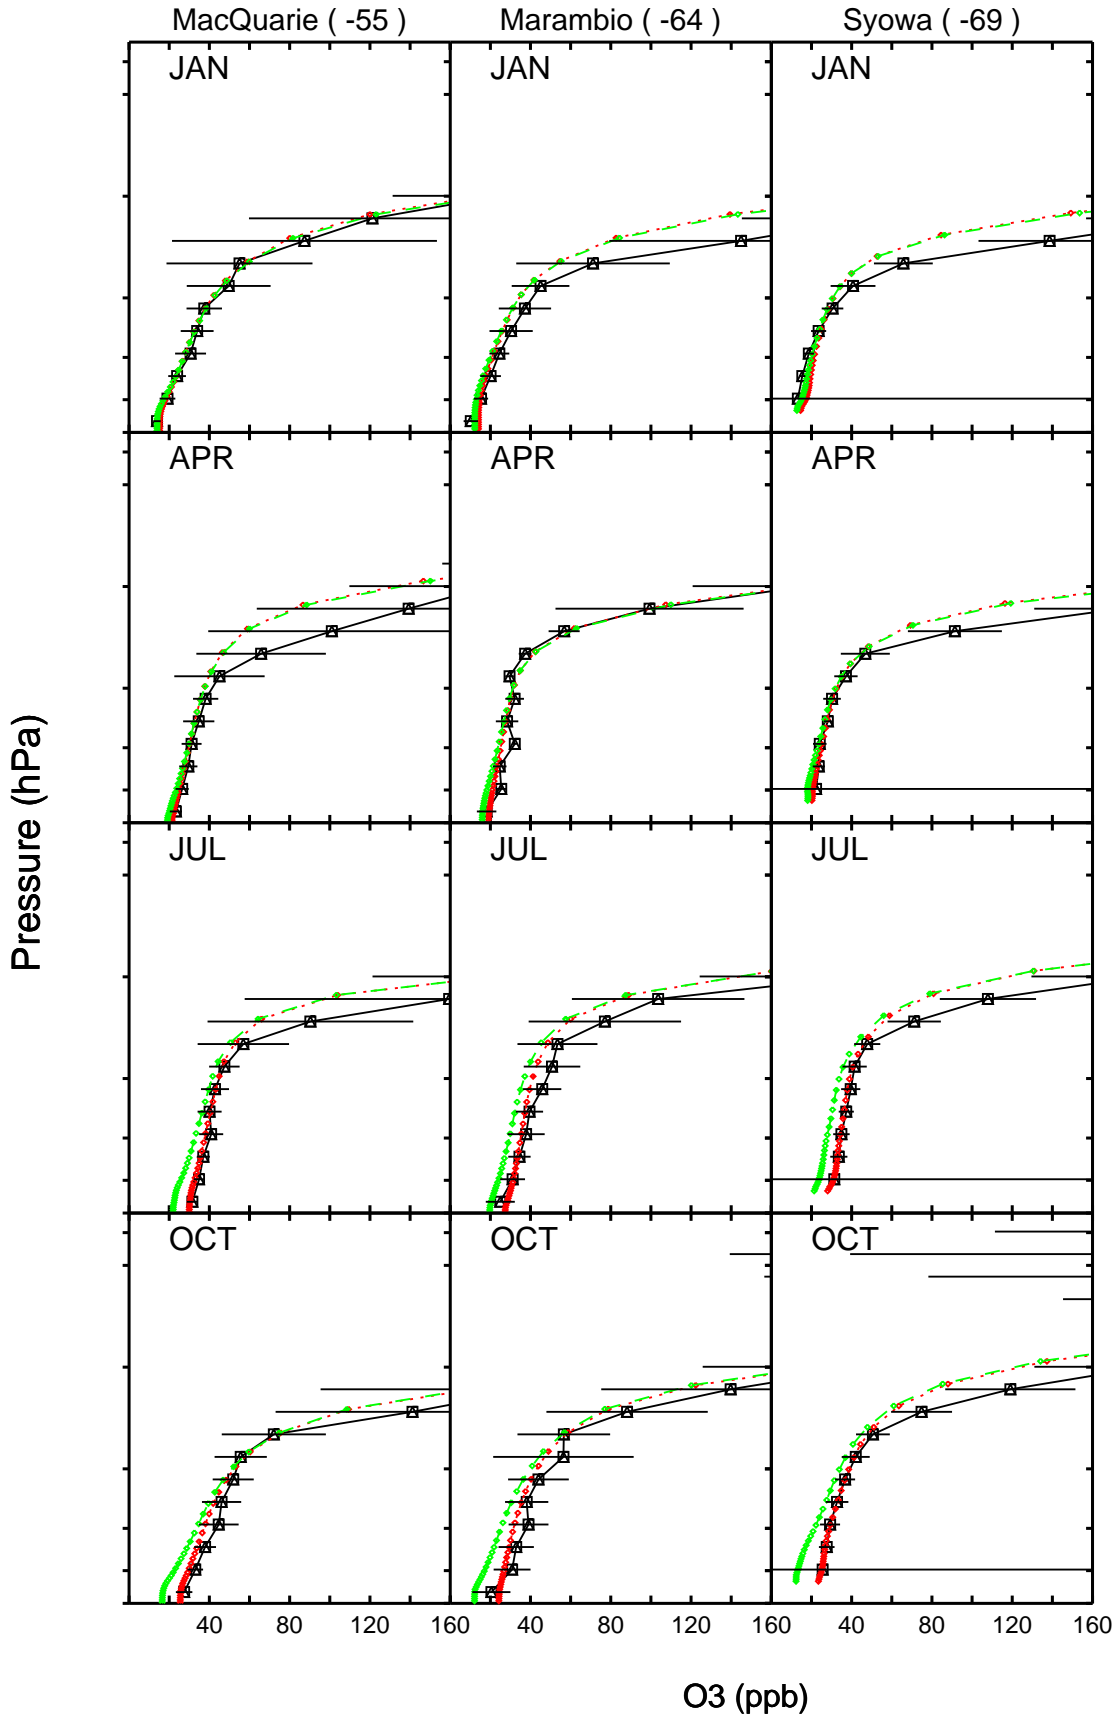 MacQuarie ( -55 ) Marambio ( -64 ) Syowa ( -69 )
JAN JAN JAN
APR APR APR
JUL JUL JUL
OCT OCT OCT
Pressure (hPa)
40 80 120 160 40 80 120 160 40 80 120 160
O3 (ppb)